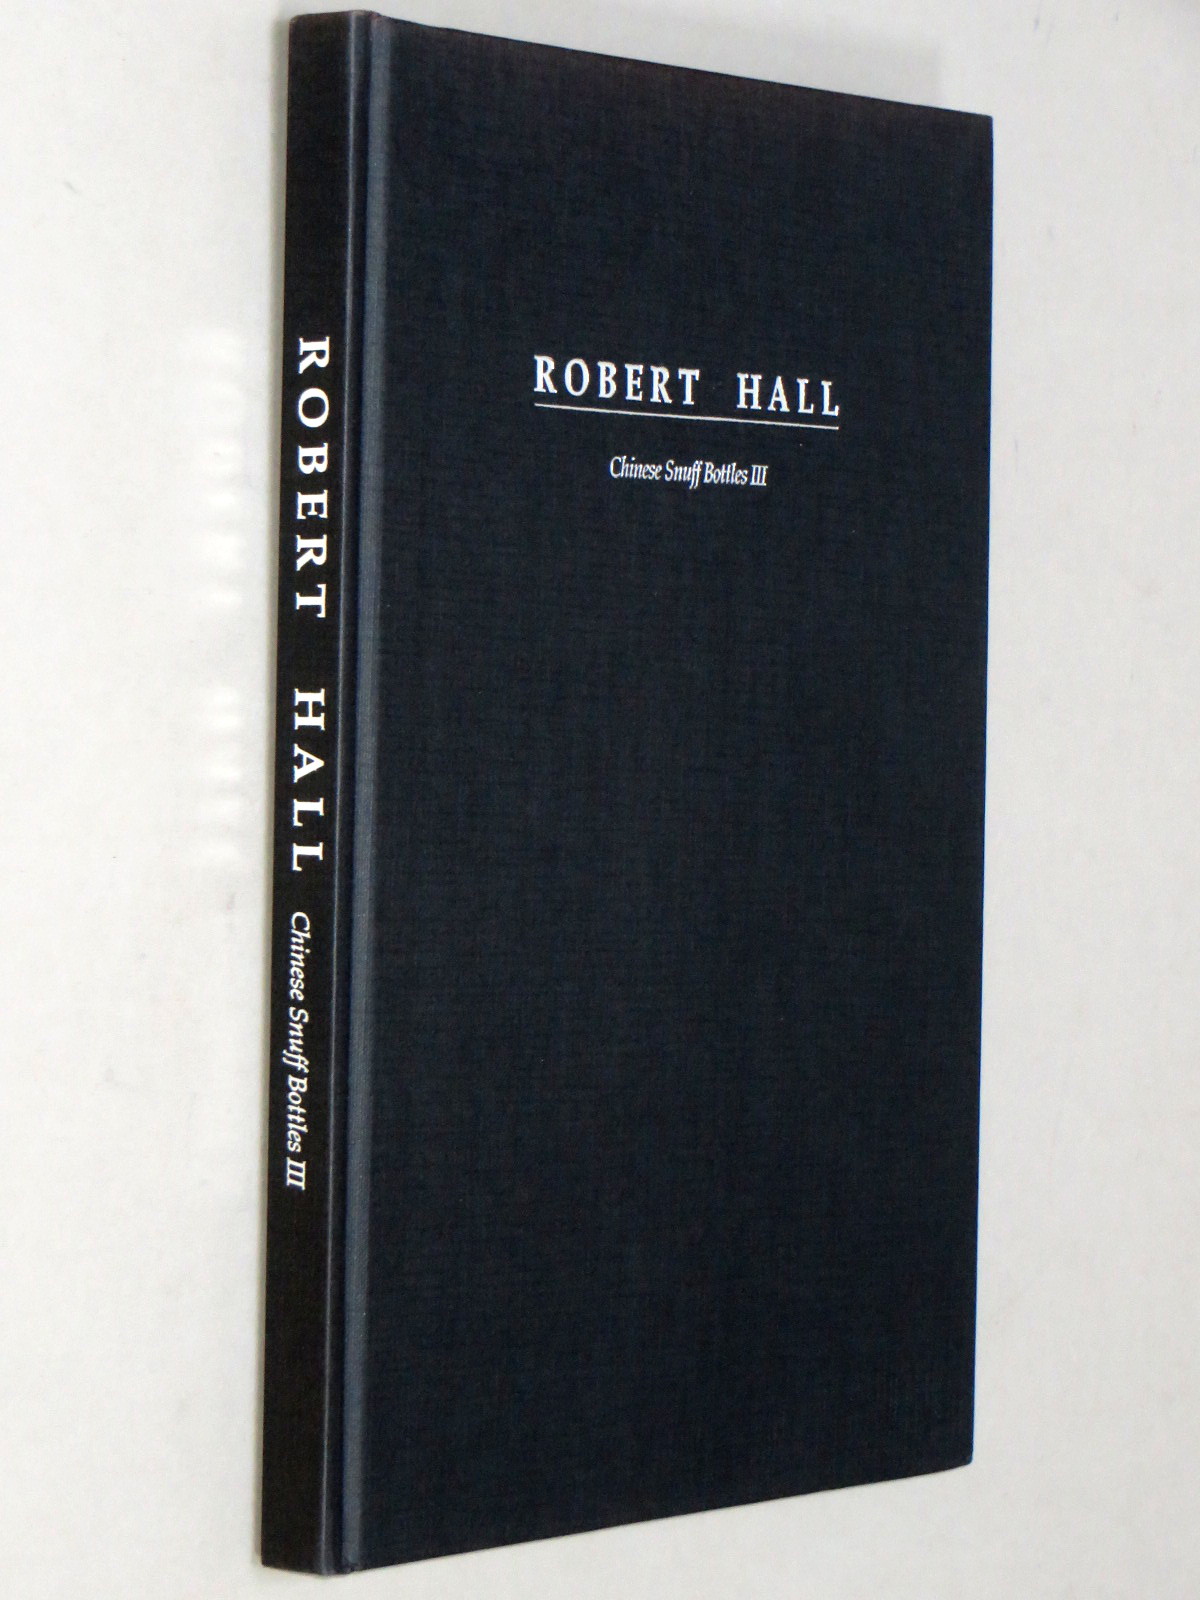 ROBERT HALL
Chinese Snuff Bottles III
ROBERT HALL Chinese Snuff Bottles III